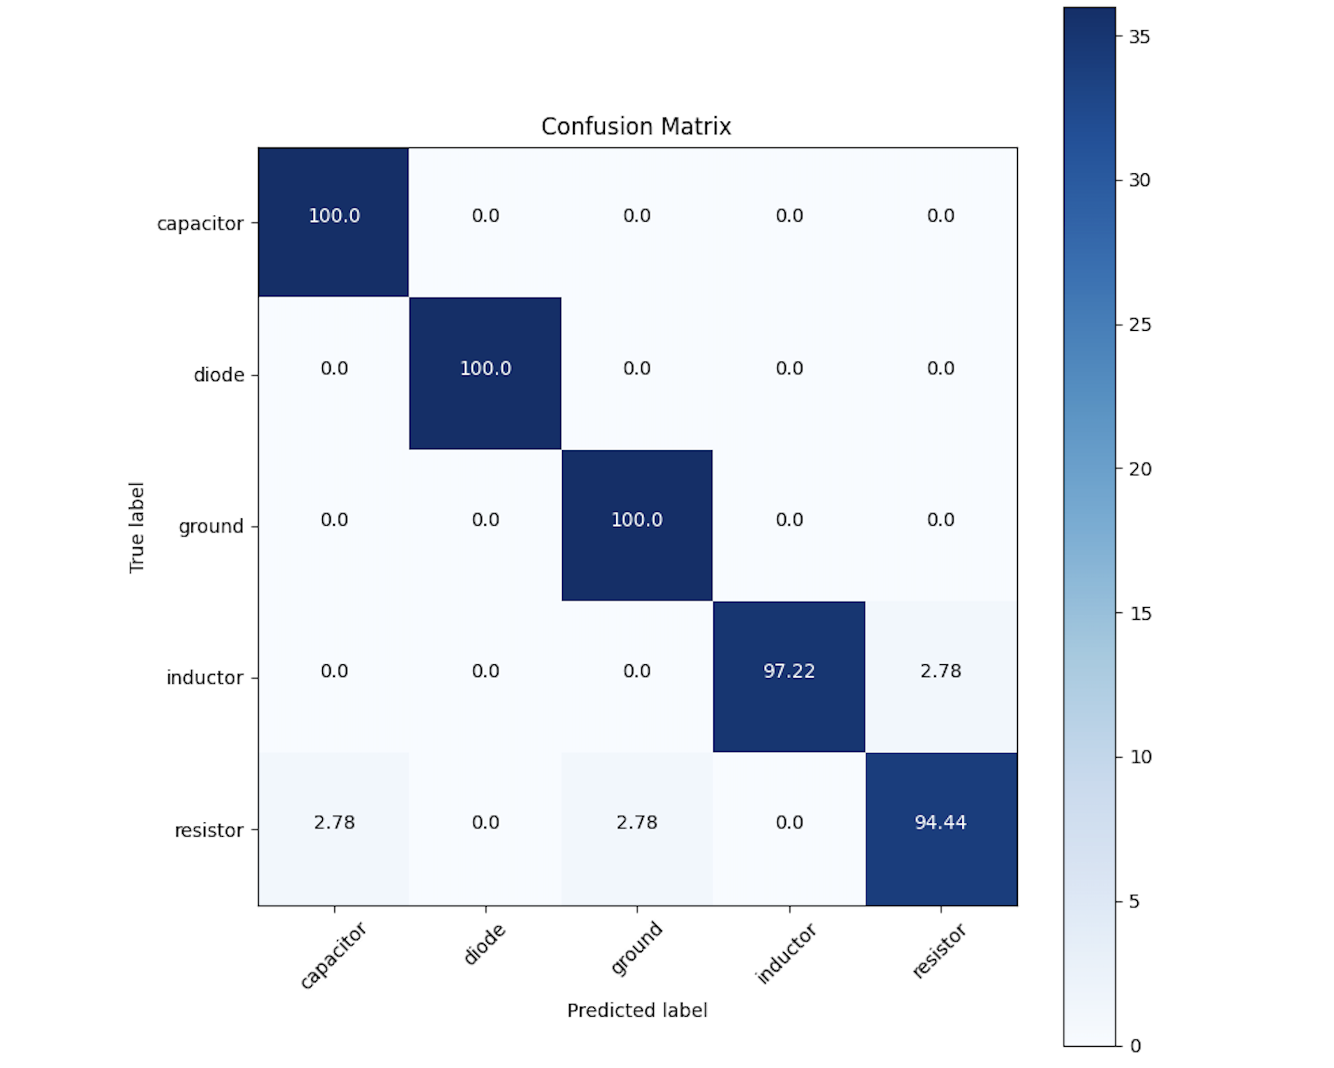 Confusion Matrix
capacitor 100.0 0.0 0.0 0.0 0.0
diode 0.0 100.0 0.0 0.0 0.0
ground 0.0 0.0 100.0 0.0 0.0
inductor 0.0 0.0 0.0 97.22 2.78
resistor 2.78 0.0 2.78 0.0 94.44
True label
capacitor diode ground inductor resistor
Predicted label
35
30
25
20
15
10
5
0